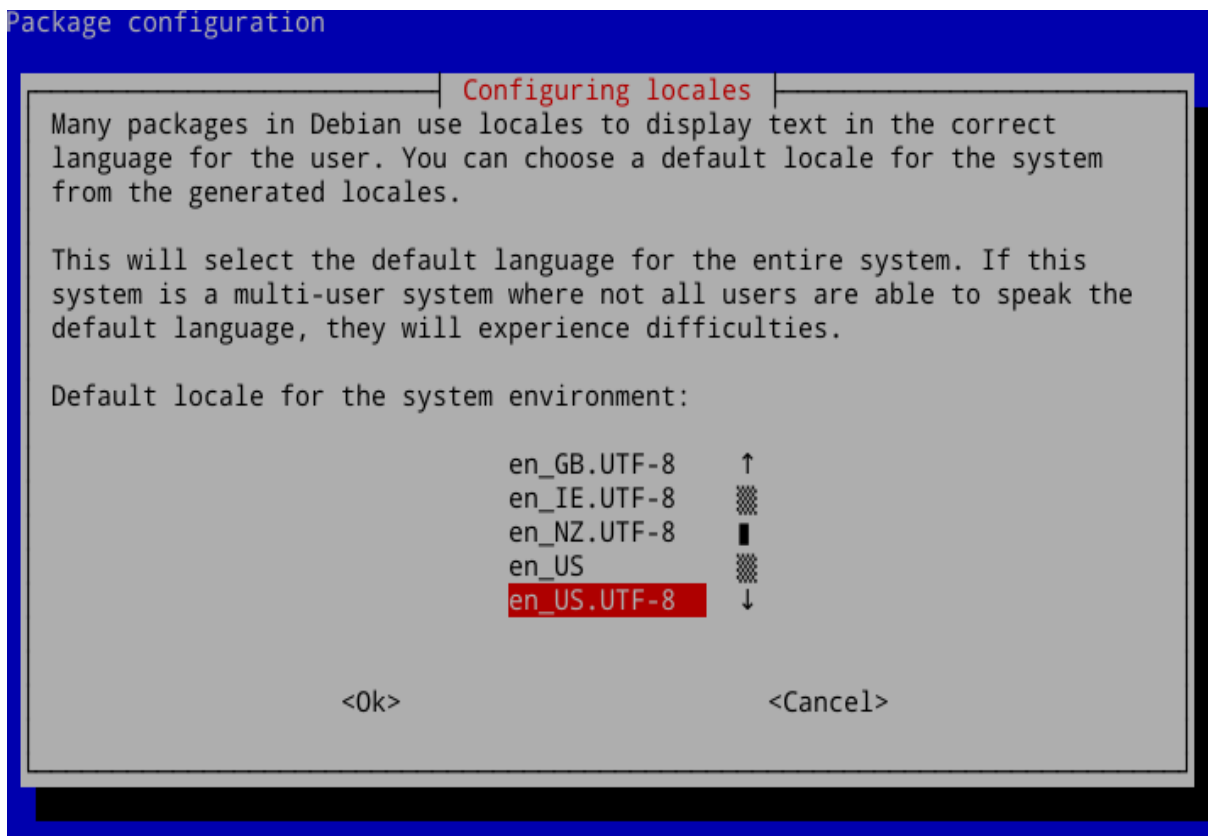 Package configuration
Configuring locales
Many packages in Debian use locales to display text in the correct
language for the user. You can choose a default locale for the system
from the generated locales.
This will select the default language for the entire system. If this
system is a multi-user system where not all users are able to speak the
default language, they will experience difficulties.
Default locale for the system environment:
en_GB.UTF-8
en_IE.UTF-8
en_NZ.UTF-8
en_US
en_US.UTF-8
<Ok> <Cancel>